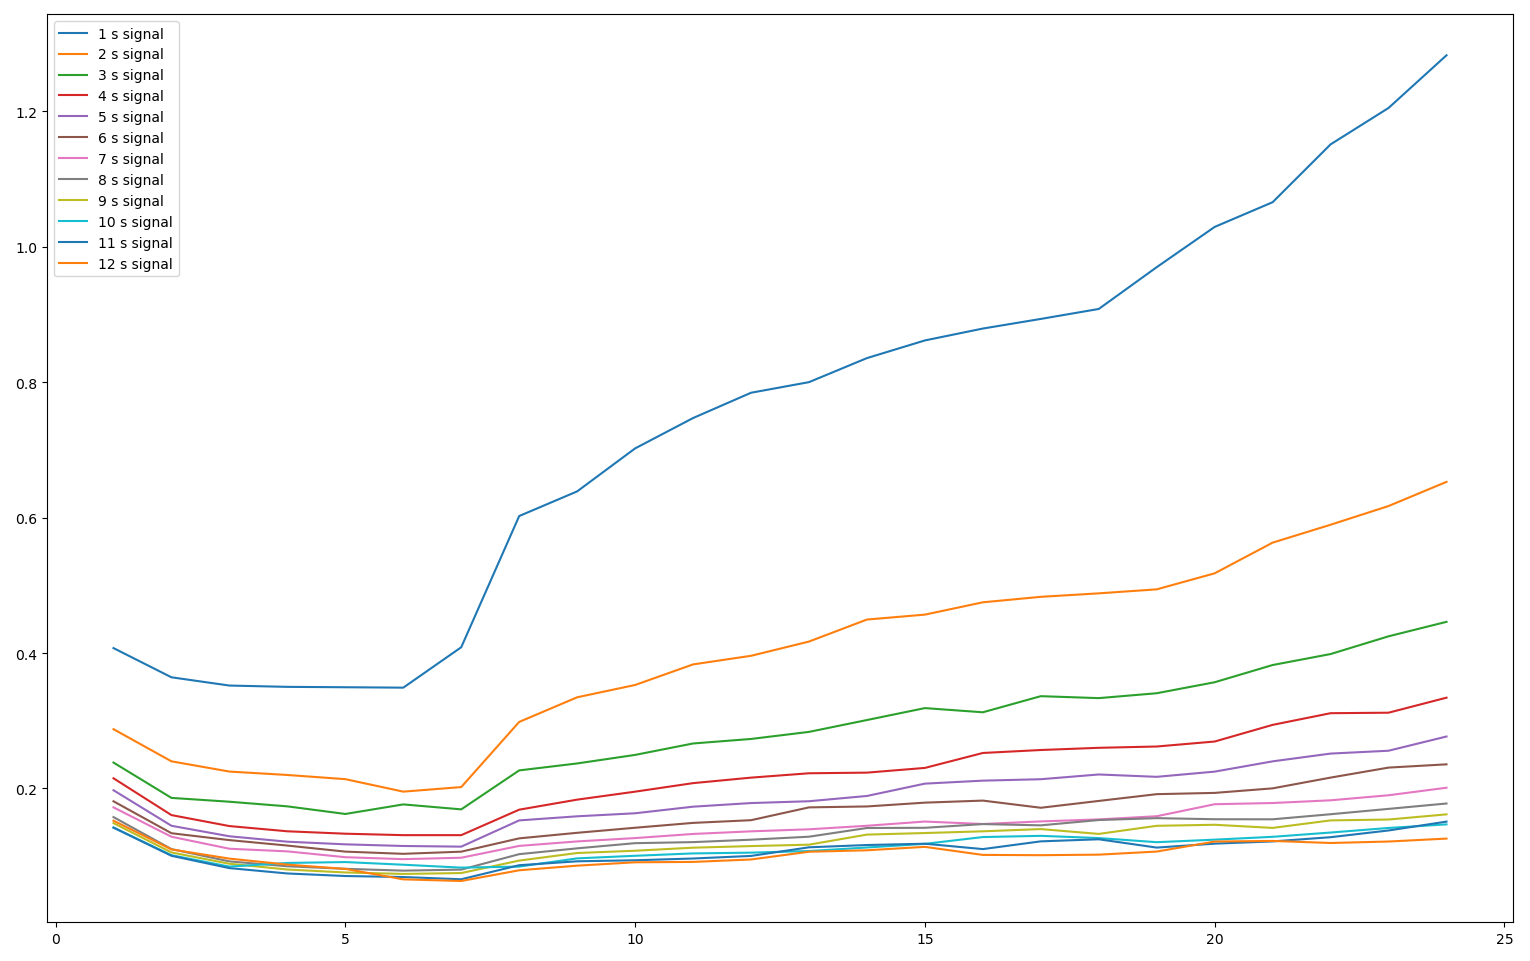 1 s signal
2 s signal
3 s signal
4 s signal
5 s signal
6 s signal
7 s signal
8 s signal
9 s signal
10 s signal
11 s signal
12 s signal
1.2
1.0
0.8
0.6
0.4
0.2
0 5 10 15 20 25